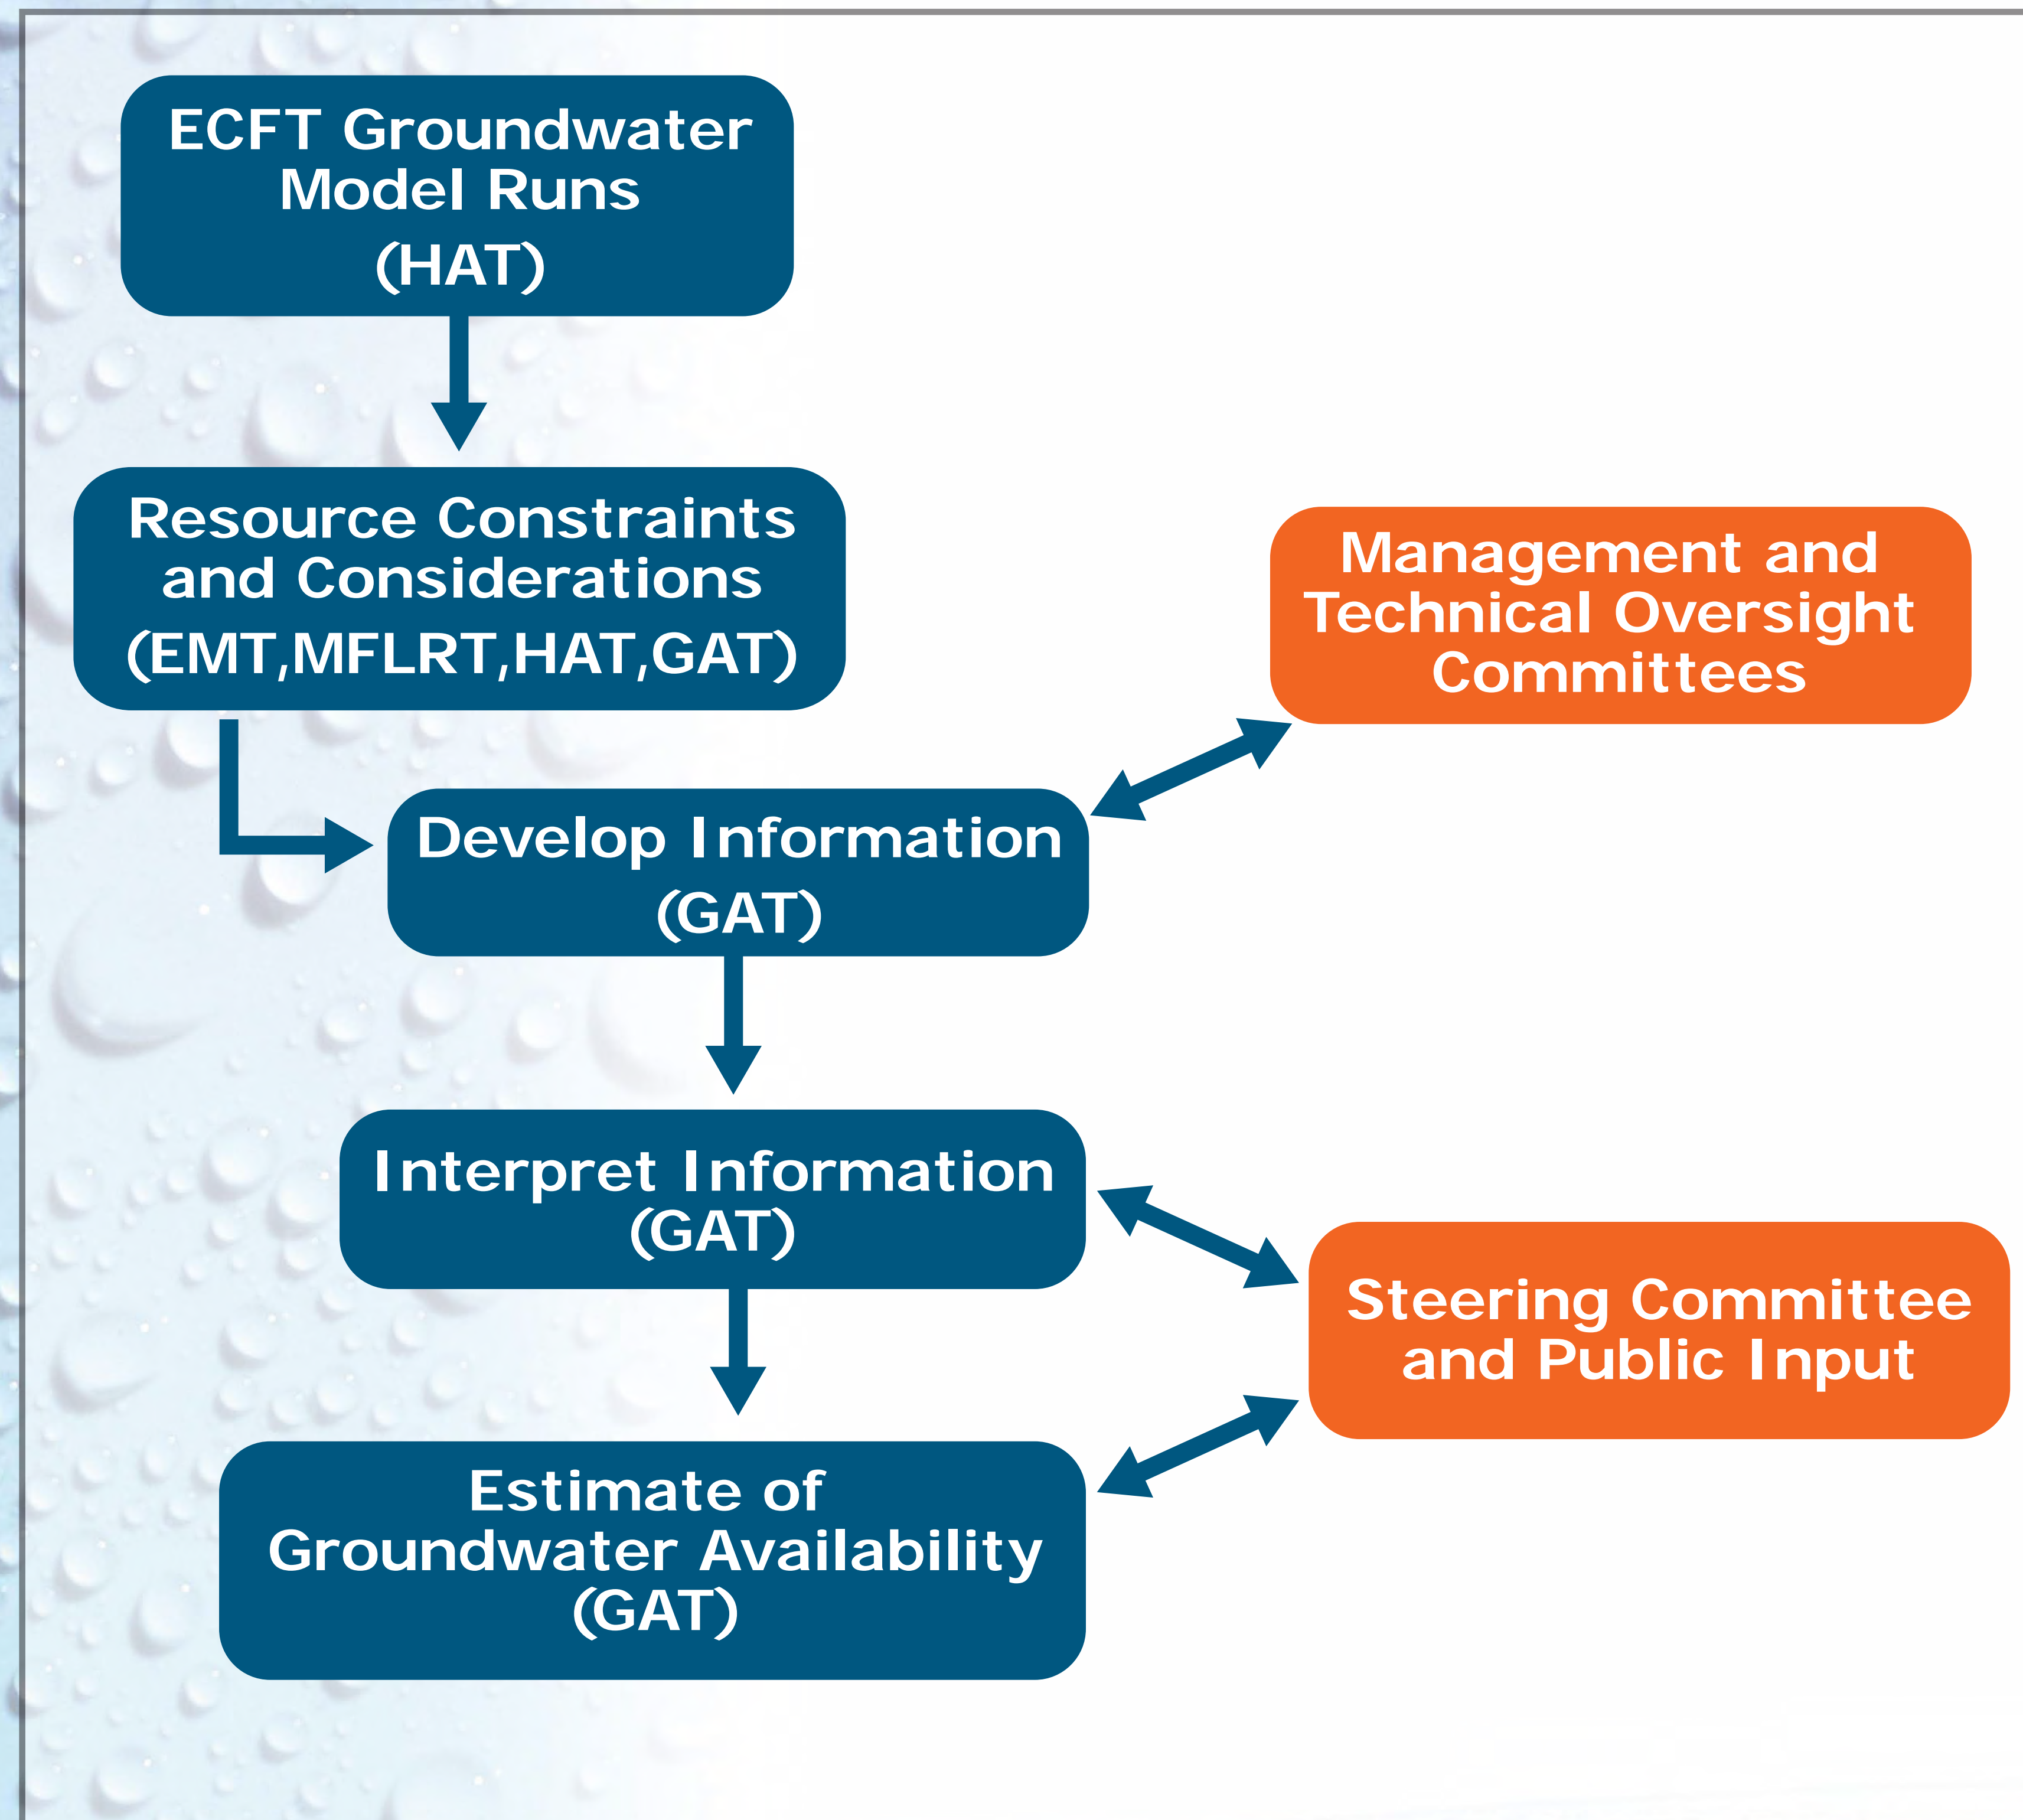 ECFT Groundwater
Model Runs
(HAT)
Resource Constraints
and Considerations
(EMT,MFLRT,HAT,GAT)
Management and
Technical Oversight
Committees
Develop Information
(GAT)
Interpret Information
(GAT)
Steering Committee
and Public Input
Estimate of
Groundwater Availability
(GAT)